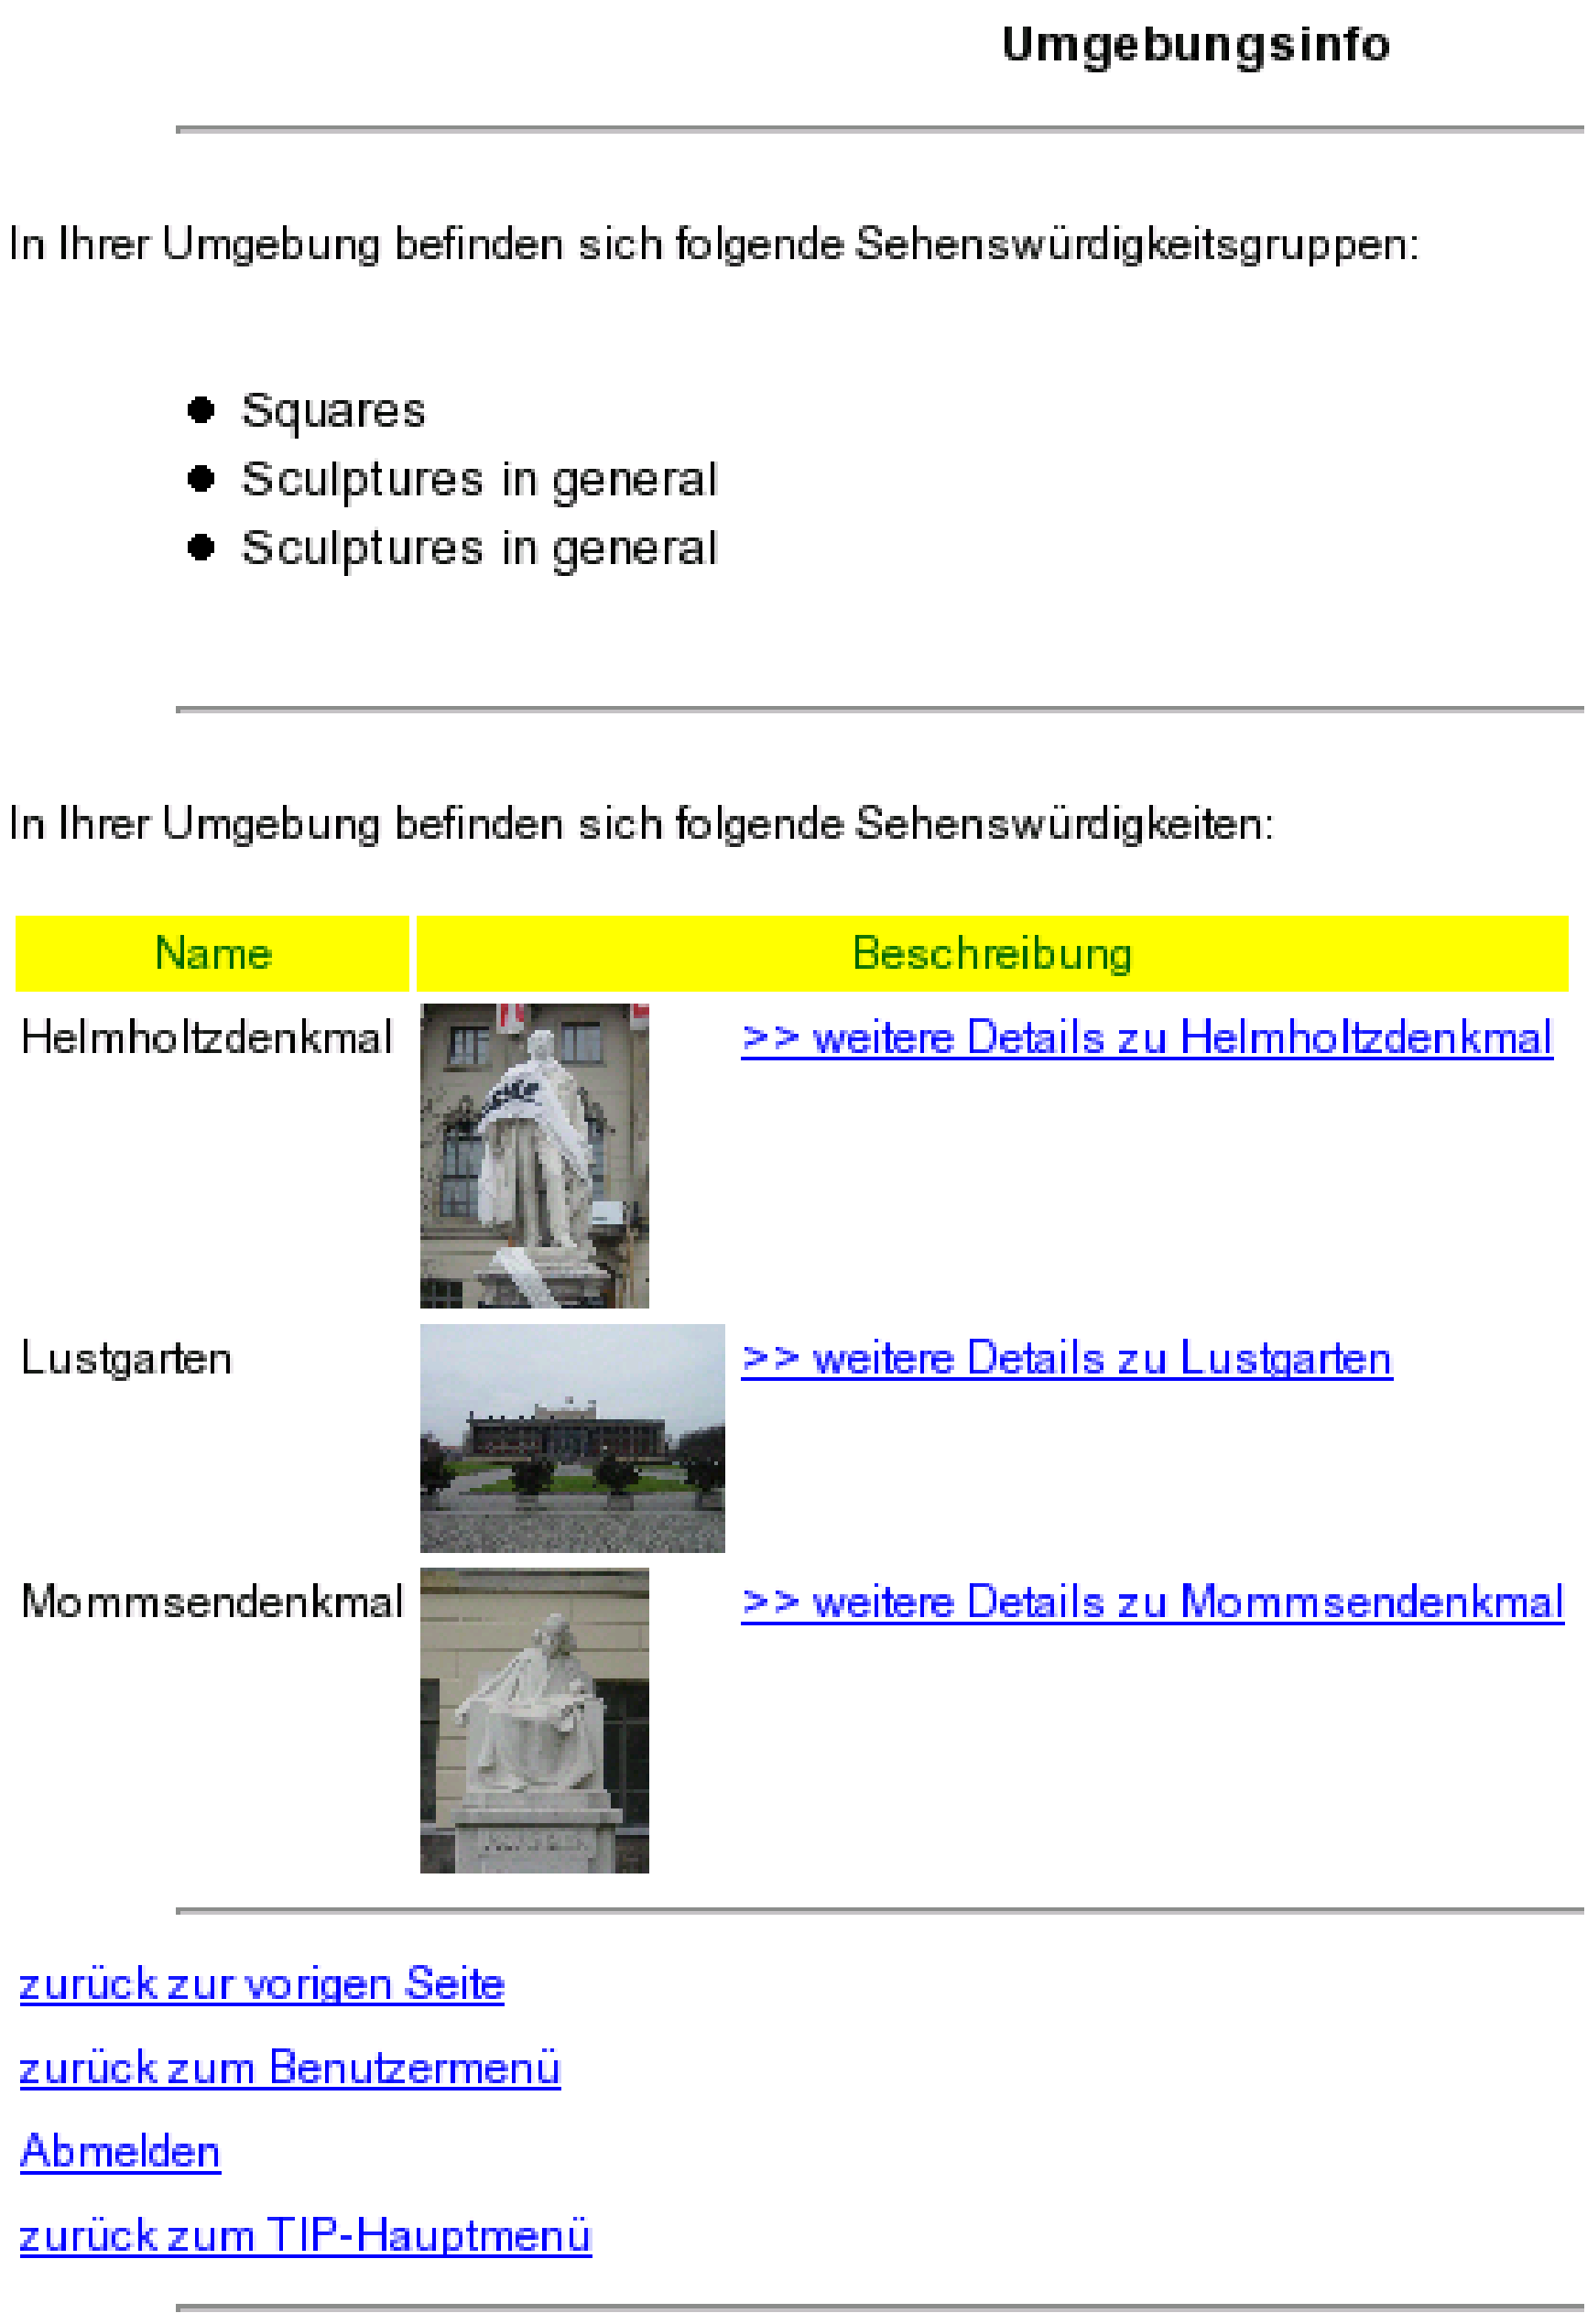 Umgebungsinfo
In Ihrer Umgebung befinden sich folgende Sehenswürdigkeitsgruppen:
● Squares
● Sculptures in general
● Sculptures in general
In Ihrer Umgebung befinden sich folgende Sehenswürdigkeiten:
Name Beschreibung
Helmholtzdenkmal >> weitere Details zu Helmholtzdenkmal
Lustgarten >> weitere Details zu Lustgarten
Mommsendenkmal >> weitere Details zu Mommsendenkmal
zurück zur vorigen Seite
zurück zum Benutzermenü
Abmelden
zurück zum TIP-Hauptmenü